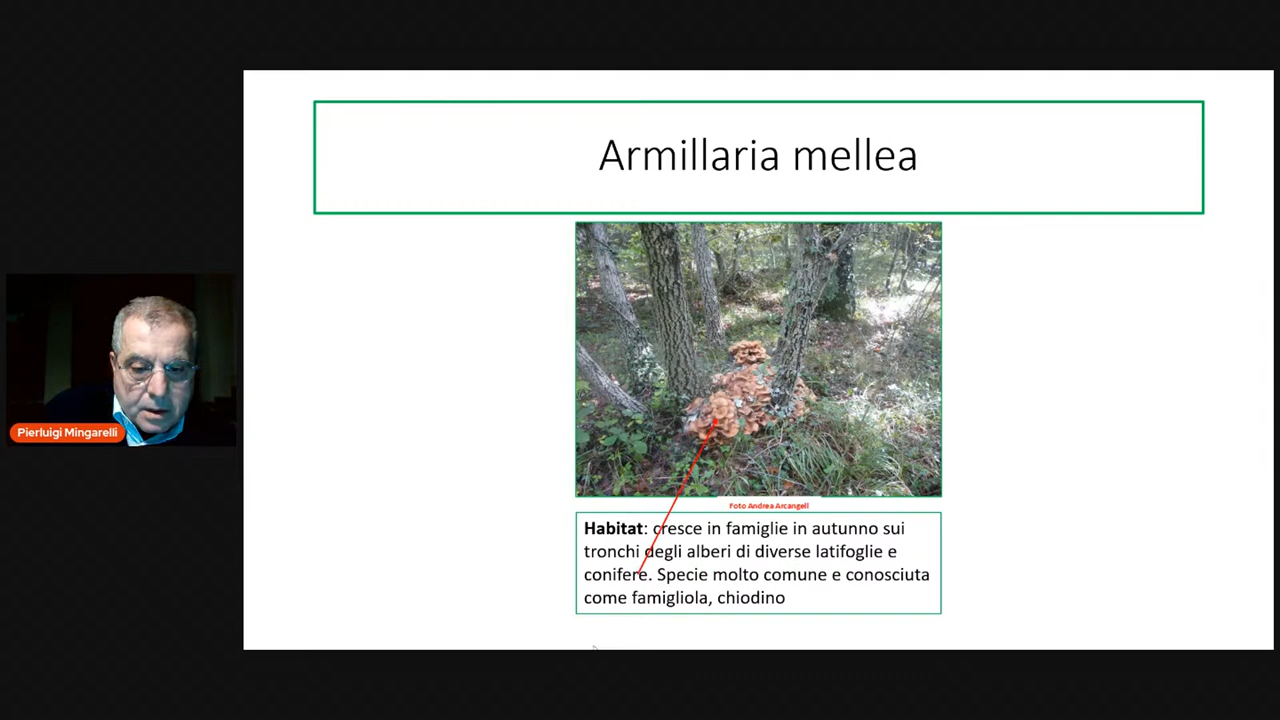 Armillaria mellea
Pierluigi Mingarelli
Foto Andrea Arcangeli
Habitat: cresce in famiglie in autunno sui
tronchi degli alberi di diverse latifoglie e
conifere. Specie molto comune e conosciuta
come famigliola, chiodino